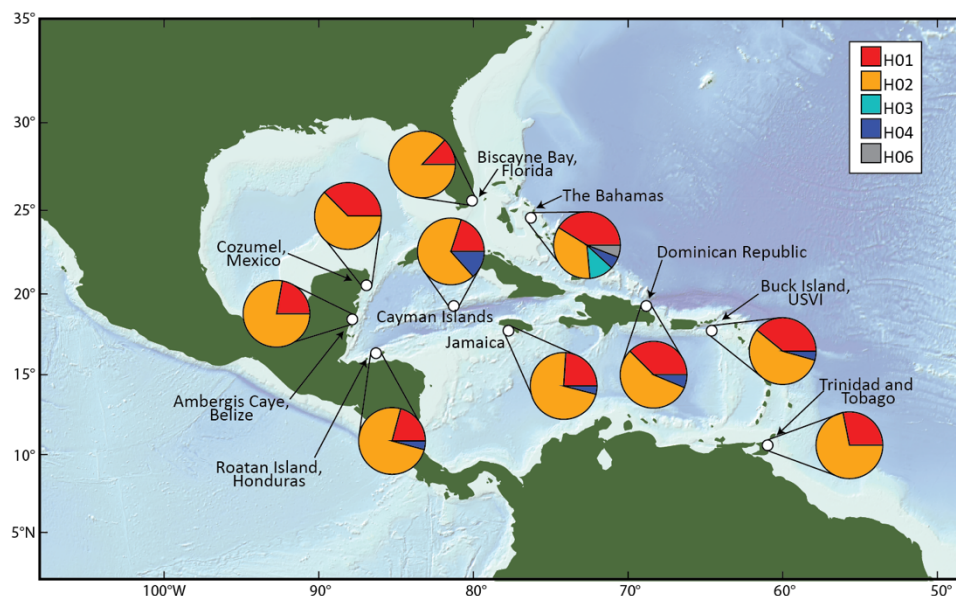 35°
30°
25°
20°
15°
10°
5°N
100°W
90°
80°
70°
60°
50°
H01
H02
H03
H04
H06
Biscayne Bay,
Florida
The Bahamas
Cozumel,
Mexico
Dominican Republic
Buck Island,
USVI
Cayman Islands
Jamaica
Ambergis Caye,
Belize
Trinidad and
Tobago
Roatan Island,
Honduras